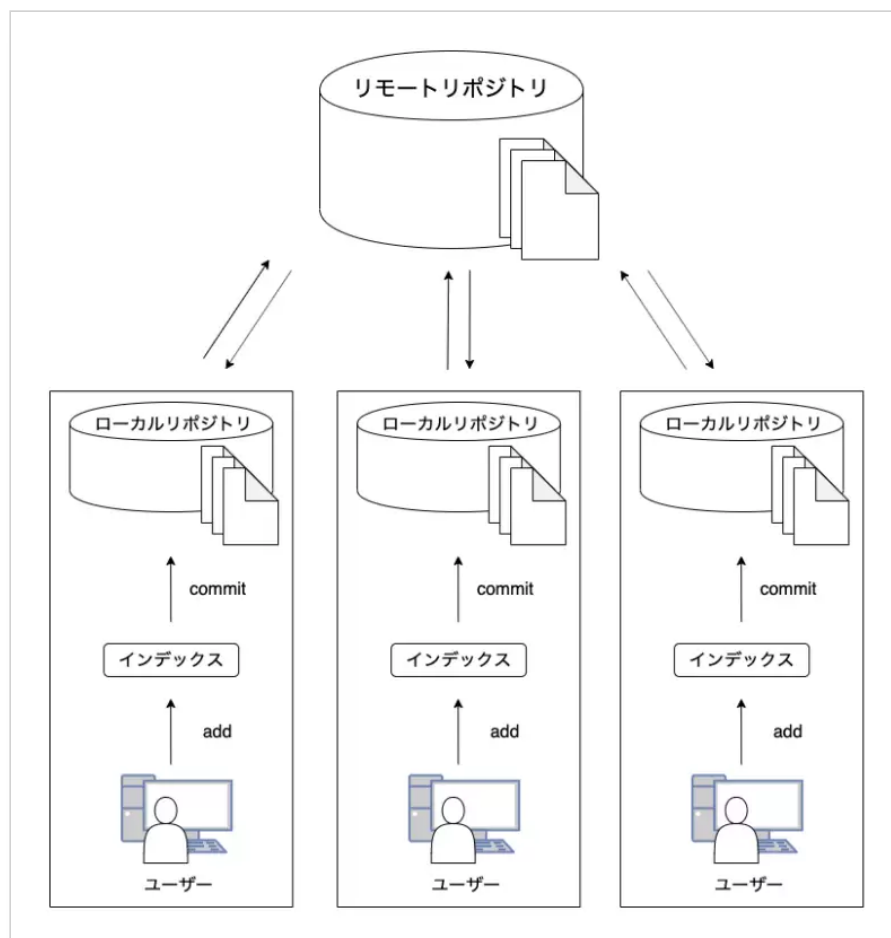 リモートリポジトリ
ローカルリポジトリ
commit
インデックス
add
ユーザー
ローカルリポジトリ
commit
インデックス
add
ユーザー
ローカルリポジトリ
commit
インデックス
add
ユーザー